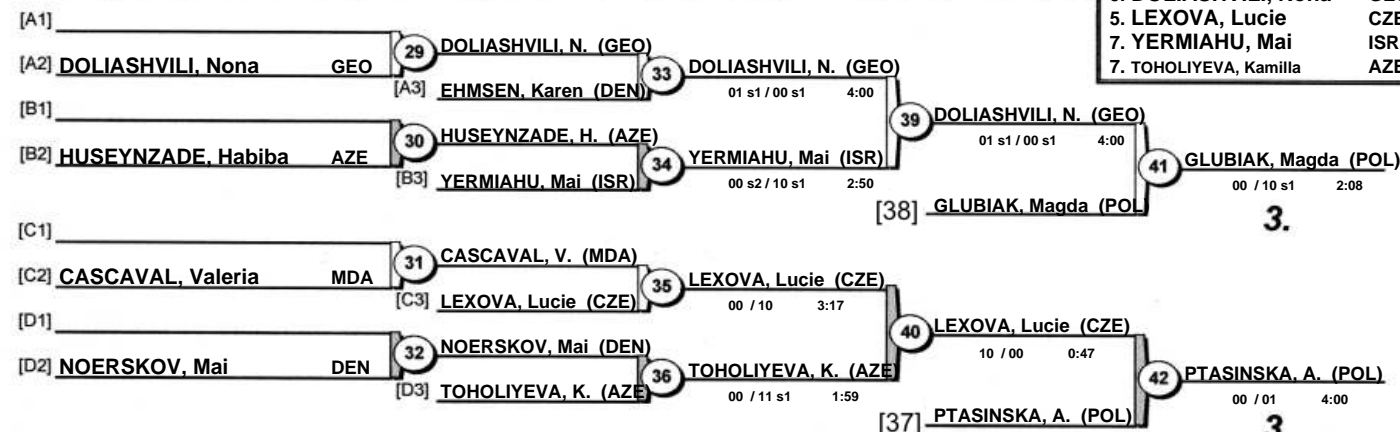 5. LEXOVA, Lucie CZE
7. YERMIAHU, Mai ISR
7. TOHOLIYEVA, Kamilla AZE
[A1]
[A2] DOLIASHVILI, Nona GEO
29 DOLIASHVILI, N. (GEO)
[A3] EHMSEN, Karen (DEN)
33 DOLIASHVILI, N. (GEO)
01 s1 / 00 s1 4:00
[B1]
[B2] HUSEYNZADE, Habiba AZE
30 HUSEYNZADE, H. (AZE)
[B3] YERMIAHU, Mai (ISR)
34 YERMIAHU, Mai (ISR)
00 s2 / 10 s1 2:50
39 DOLIASHVILI, N. (GEO)
01 s1 / 00 s1 4:00
[38] GLUBIAK, Magda (POL
41 GLUBIAK, Magda (POL)
00 / 10 s1 2:08
3.
[C1]
[C2] CASCAVAL, Valeria MDA
31 CASCAVAL, V. (MDA)
[C3] LEXOVA, Lucie (CZE)
35 LEXOVA, Lucie (CZE)
00 / 10 3:17
[D1]
[D2] NOERSKOV, Mai DEN
32 NOERSKOV, Mai (DEN)
[D3] TOHOLIYEVA, K. (AZE)
36 TOHOLIYEVA, K. (AZE)
00 / 11 s1 1:59
40 LEXOVA, Lucie (CZE)
10 / 00 0:47
[37] PTASINSKA, A. (POL)
42 PTASINSKA, A. (POL)
00 / 01 4:00
3